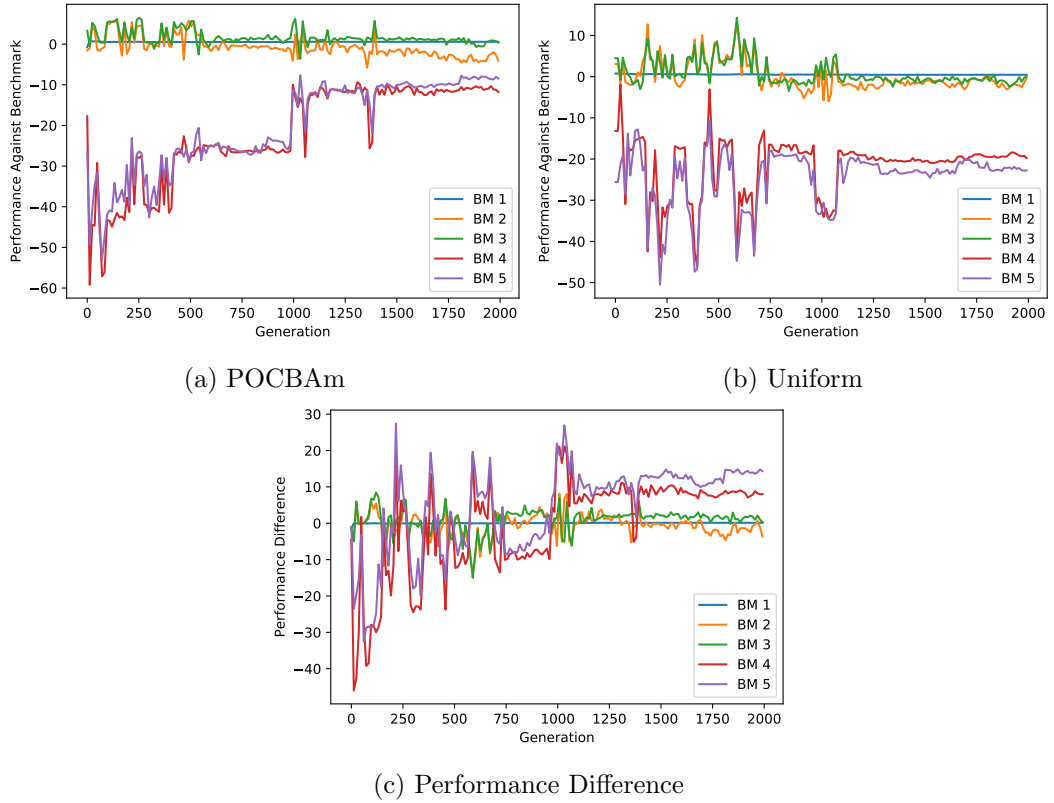 Performance Against Benchmark
0
−10
−20
−30
−40
−50
−60
BM 1
BM 2
BM 3
BM 4
BM 5
0 250 500 750 1000 1250 1500 1750 2000
Generation
(a) POCBAm
Performance Against Benchmark
10
0
−10
−20
−30
−40
−50
BM 1
BM 2
BM 3
BM 4
BM 5
0 250 500 750 1000 1250 1500 1750 2000
Generation
(b) Uniform
Performance Difference
30
20
10
0
−10
−20
−30
−40
BM 1
BM 2
BM 3
BM 4
BM 5
0 250 500 750 1000 1250 1500 1750 2000
Generation
(c) Performance Difference